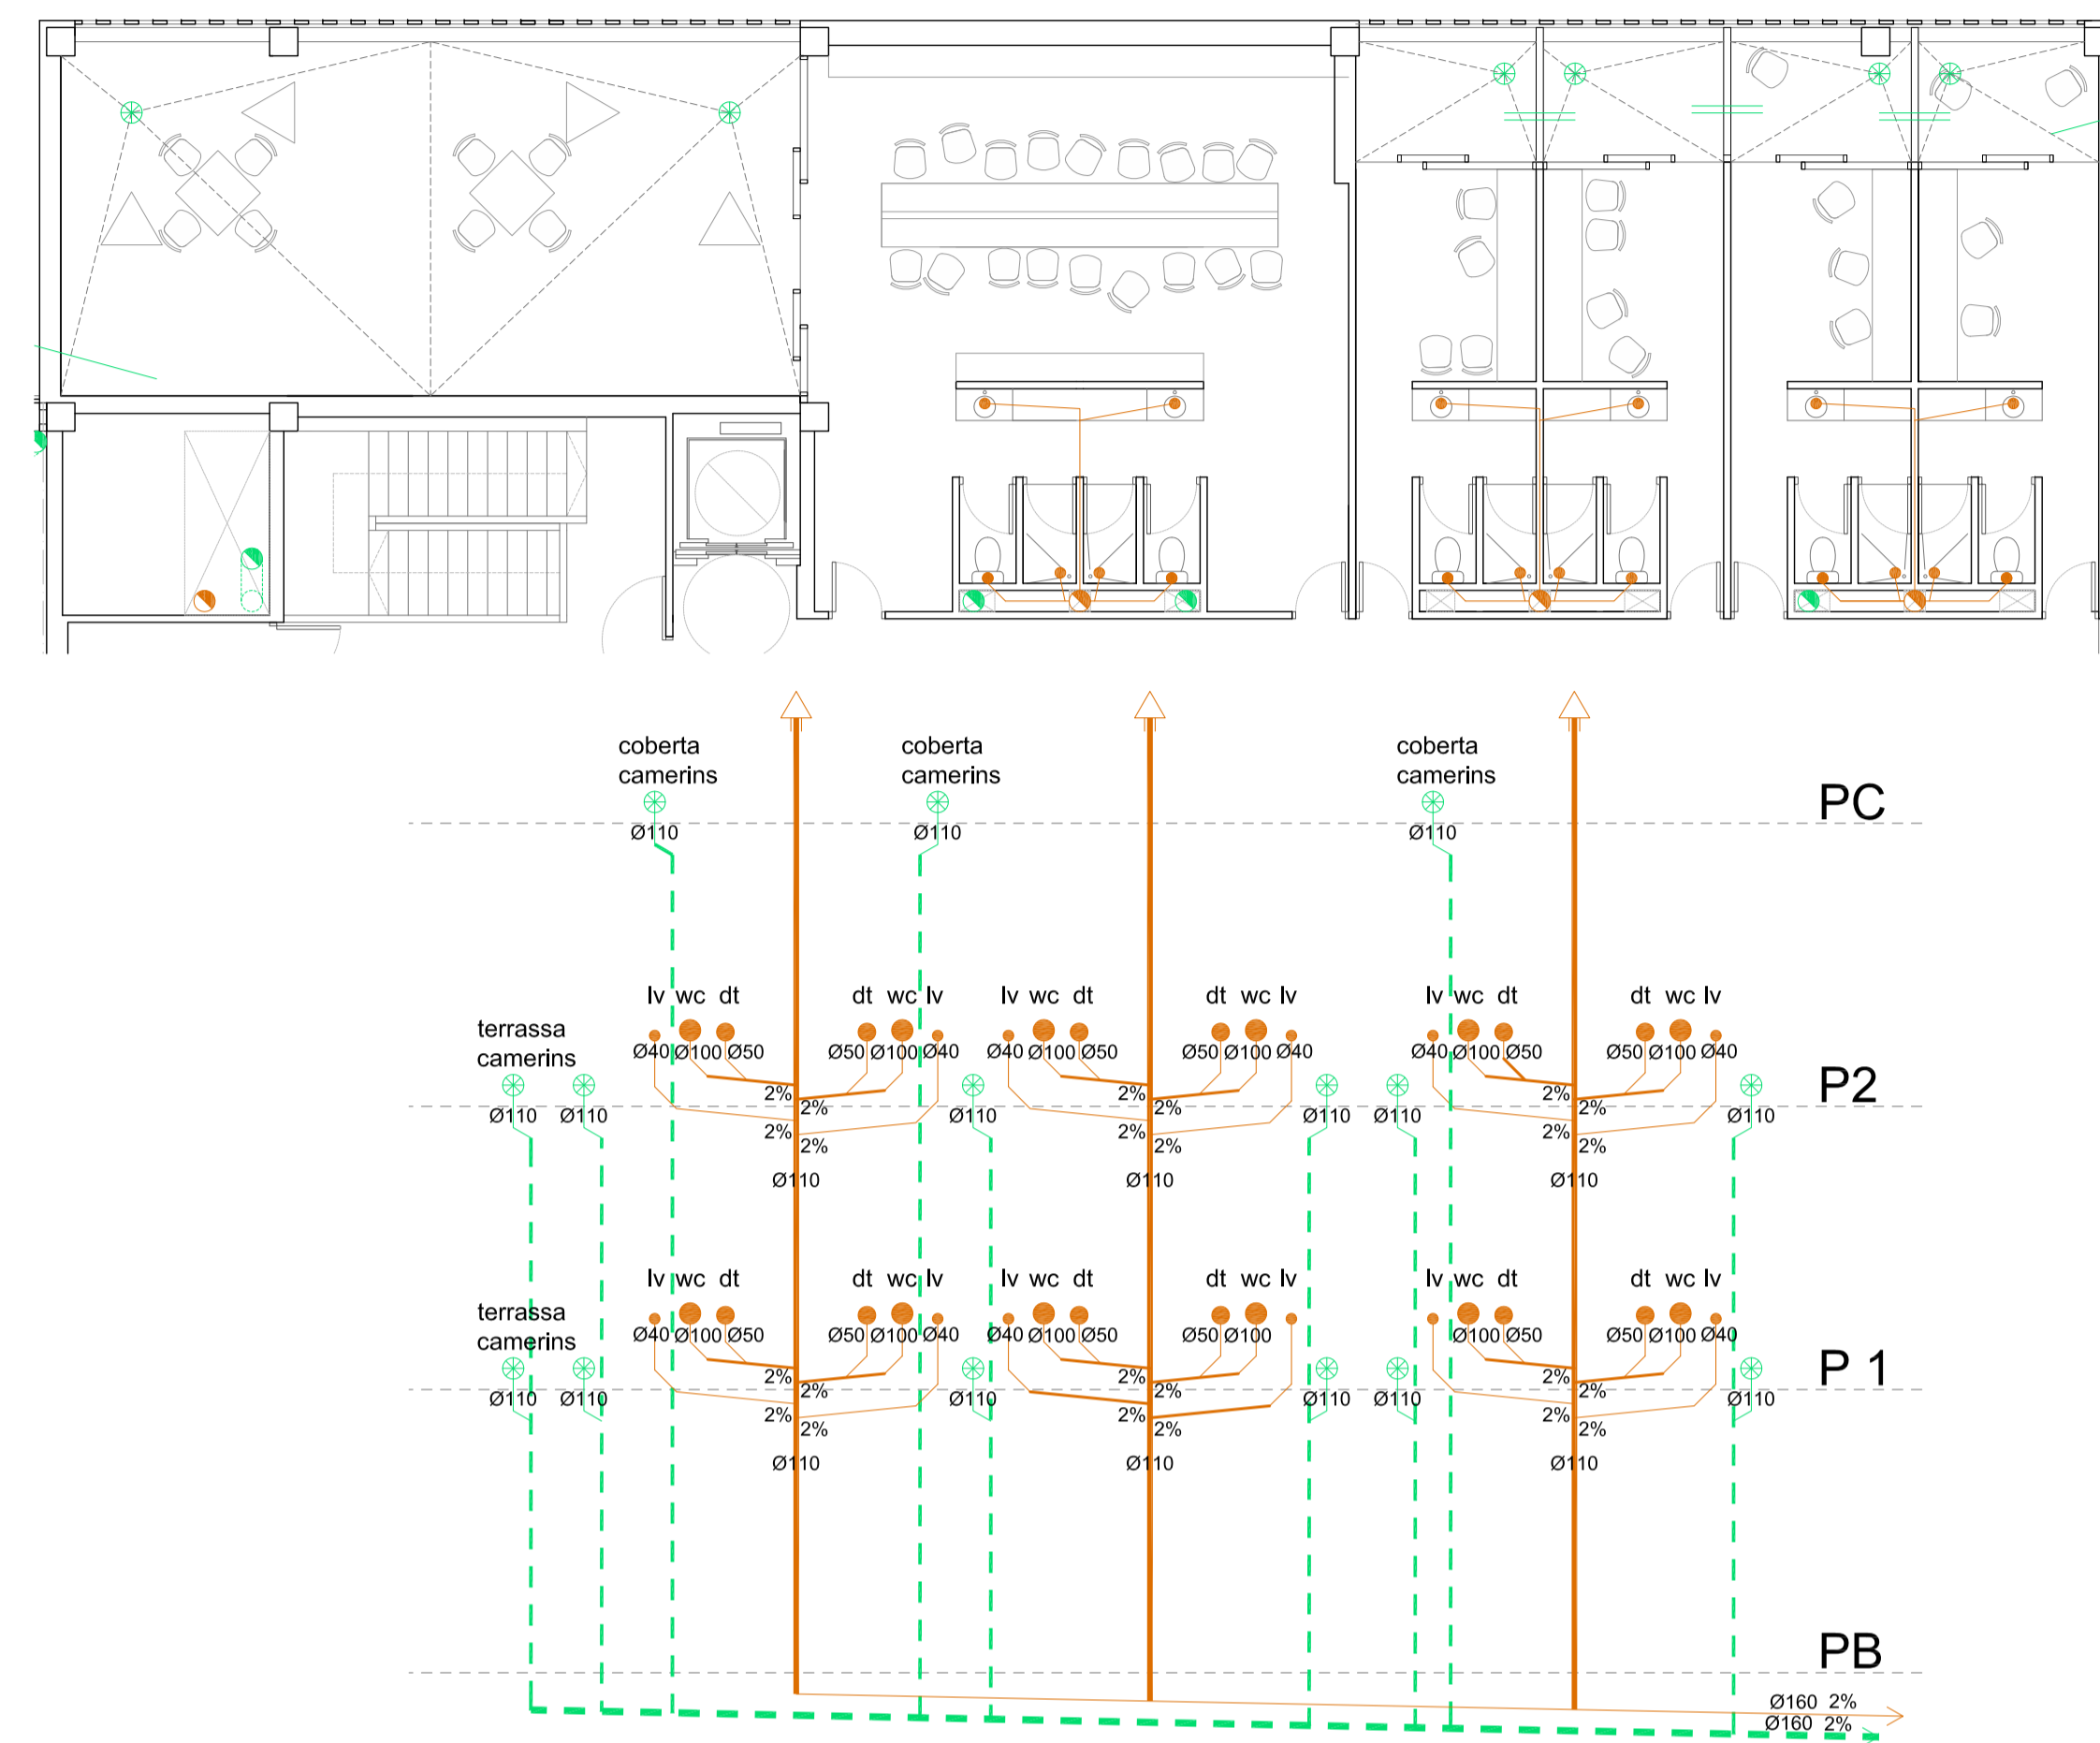 coberta coberta coberta
camerins camerins camerins
PC
Ø110 Ø110 Ø110
lv wc dt dt wc lv lv wc dt dt wc lv lv wc dt dt wc lv
terrassa
camerins
Ø40 Ø100 Ø50 Ø50 Ø100 Ø40 Ø40 Ø100 Ø50 Ø50 Ø100 Ø40 Ø40 Ø100 Ø50 Ø50 Ø100 Ø40
P2
2% 2% 2% 2% 2% 2%
Ø110 Ø110 Ø110 Ø110 Ø110 Ø110
2% 2% 2% 2% 2% 2%
Ø110 Ø110 Ø110
lv wc dt dt wc lv lv wc dt dt wc lv lv wc dt dt wc lv
terrassa
camerins
Ø40 Ø100 Ø50 Ø50 Ø100 Ø40 Ø40 Ø100 Ø50 Ø50 Ø100 Ø100 Ø50 Ø50 Ø100 Ø40
P 1
2% 2% 2% 2% 2% 2%
Ø110 Ø110 Ø110 Ø110 Ø110 Ø110
2% 2% 2% 2% 2% 2%
Ø110 Ø110 Ø110
PB
Ø160 2%
Ø160 2%